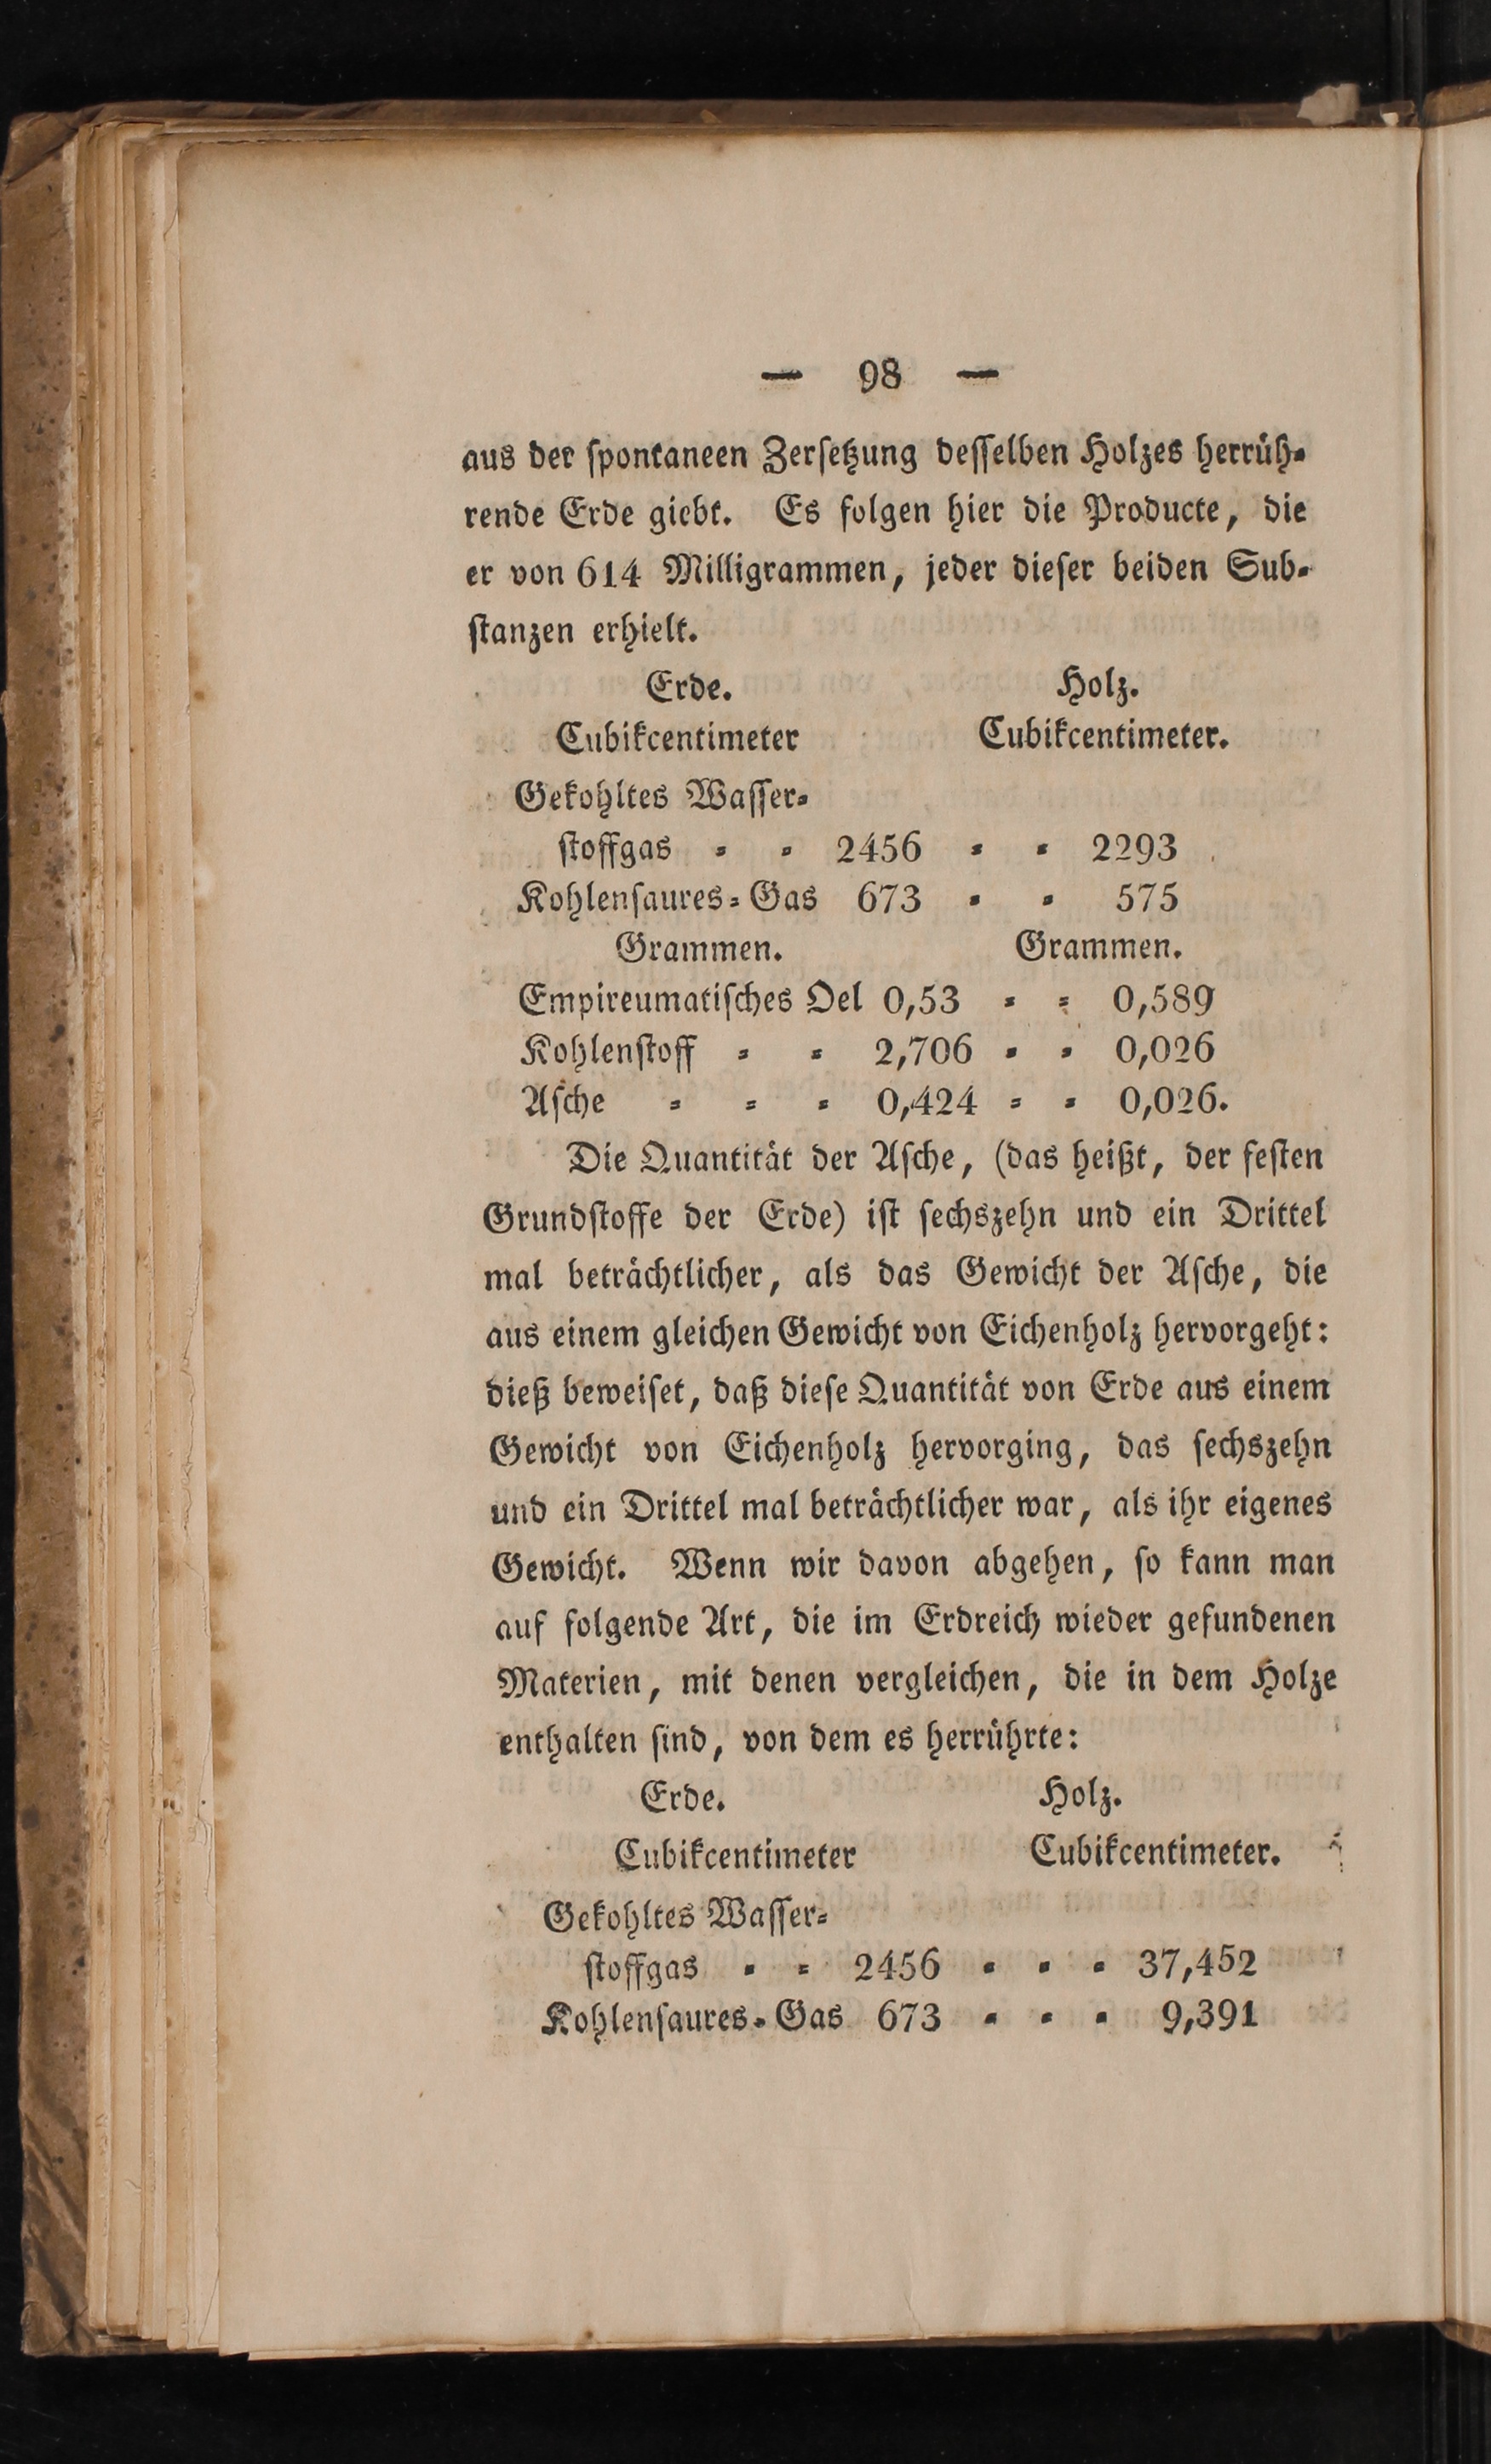 — 98 —
aus der ſpontaneen Zerſetzung deſſelben Holzes herrüh-
rende Erde giebt. Es folgen hier die Producte, die
er von 614 Milligrammen, jeder dieſer beiden Sub-
ſtanzen erhielt.
Erde. Holz.
Cubikcentimeter Cubikcentimeter.
Gekohltes Waſſer-
ſtoffgas = = 2456 = = 2293
Kohlenſaures-Gas 673 = = 575
Grammen. Grammen.
Empireumatiſches Oel 0,53 = = 0,589
Kohlenſtoff = = 2,706 = = 0,026
Aſche = = = 0,424 = = 0,026.
Die Quantität der Aſche, (das heißt, der feſten
Grundſtoffe der Erde) iſt ſechszehn und ein Drittel
mal beträchtlicher, als das Gewicht der Aſche, die
aus einem gleichen Gewicht von Eichenholz hervorgeht:
dieß beweiſet, daß dieſe Quantität von Erde aus einem
Gewicht von Eichenholz hervorging, das ſechszehn
und ein Drittel mal beträchtlicher war, als ihr eigenes
Gewicht. Wenn wir davon abgehen, ſo kann man
auf folgende Art, die im Erdreich wieder gefundenen
Materien, mit denen vergleichen, die in dem Holze
enthalten ſind, von dem es herrührte:
Erde. Holz.
Cubikcentimeter Cubikcentimeter.
Gekohltes Waſſer-
ſtoffgas = = 2456 = = = 37,452
Kohlenſaures-Gas 673 = = = 9,391